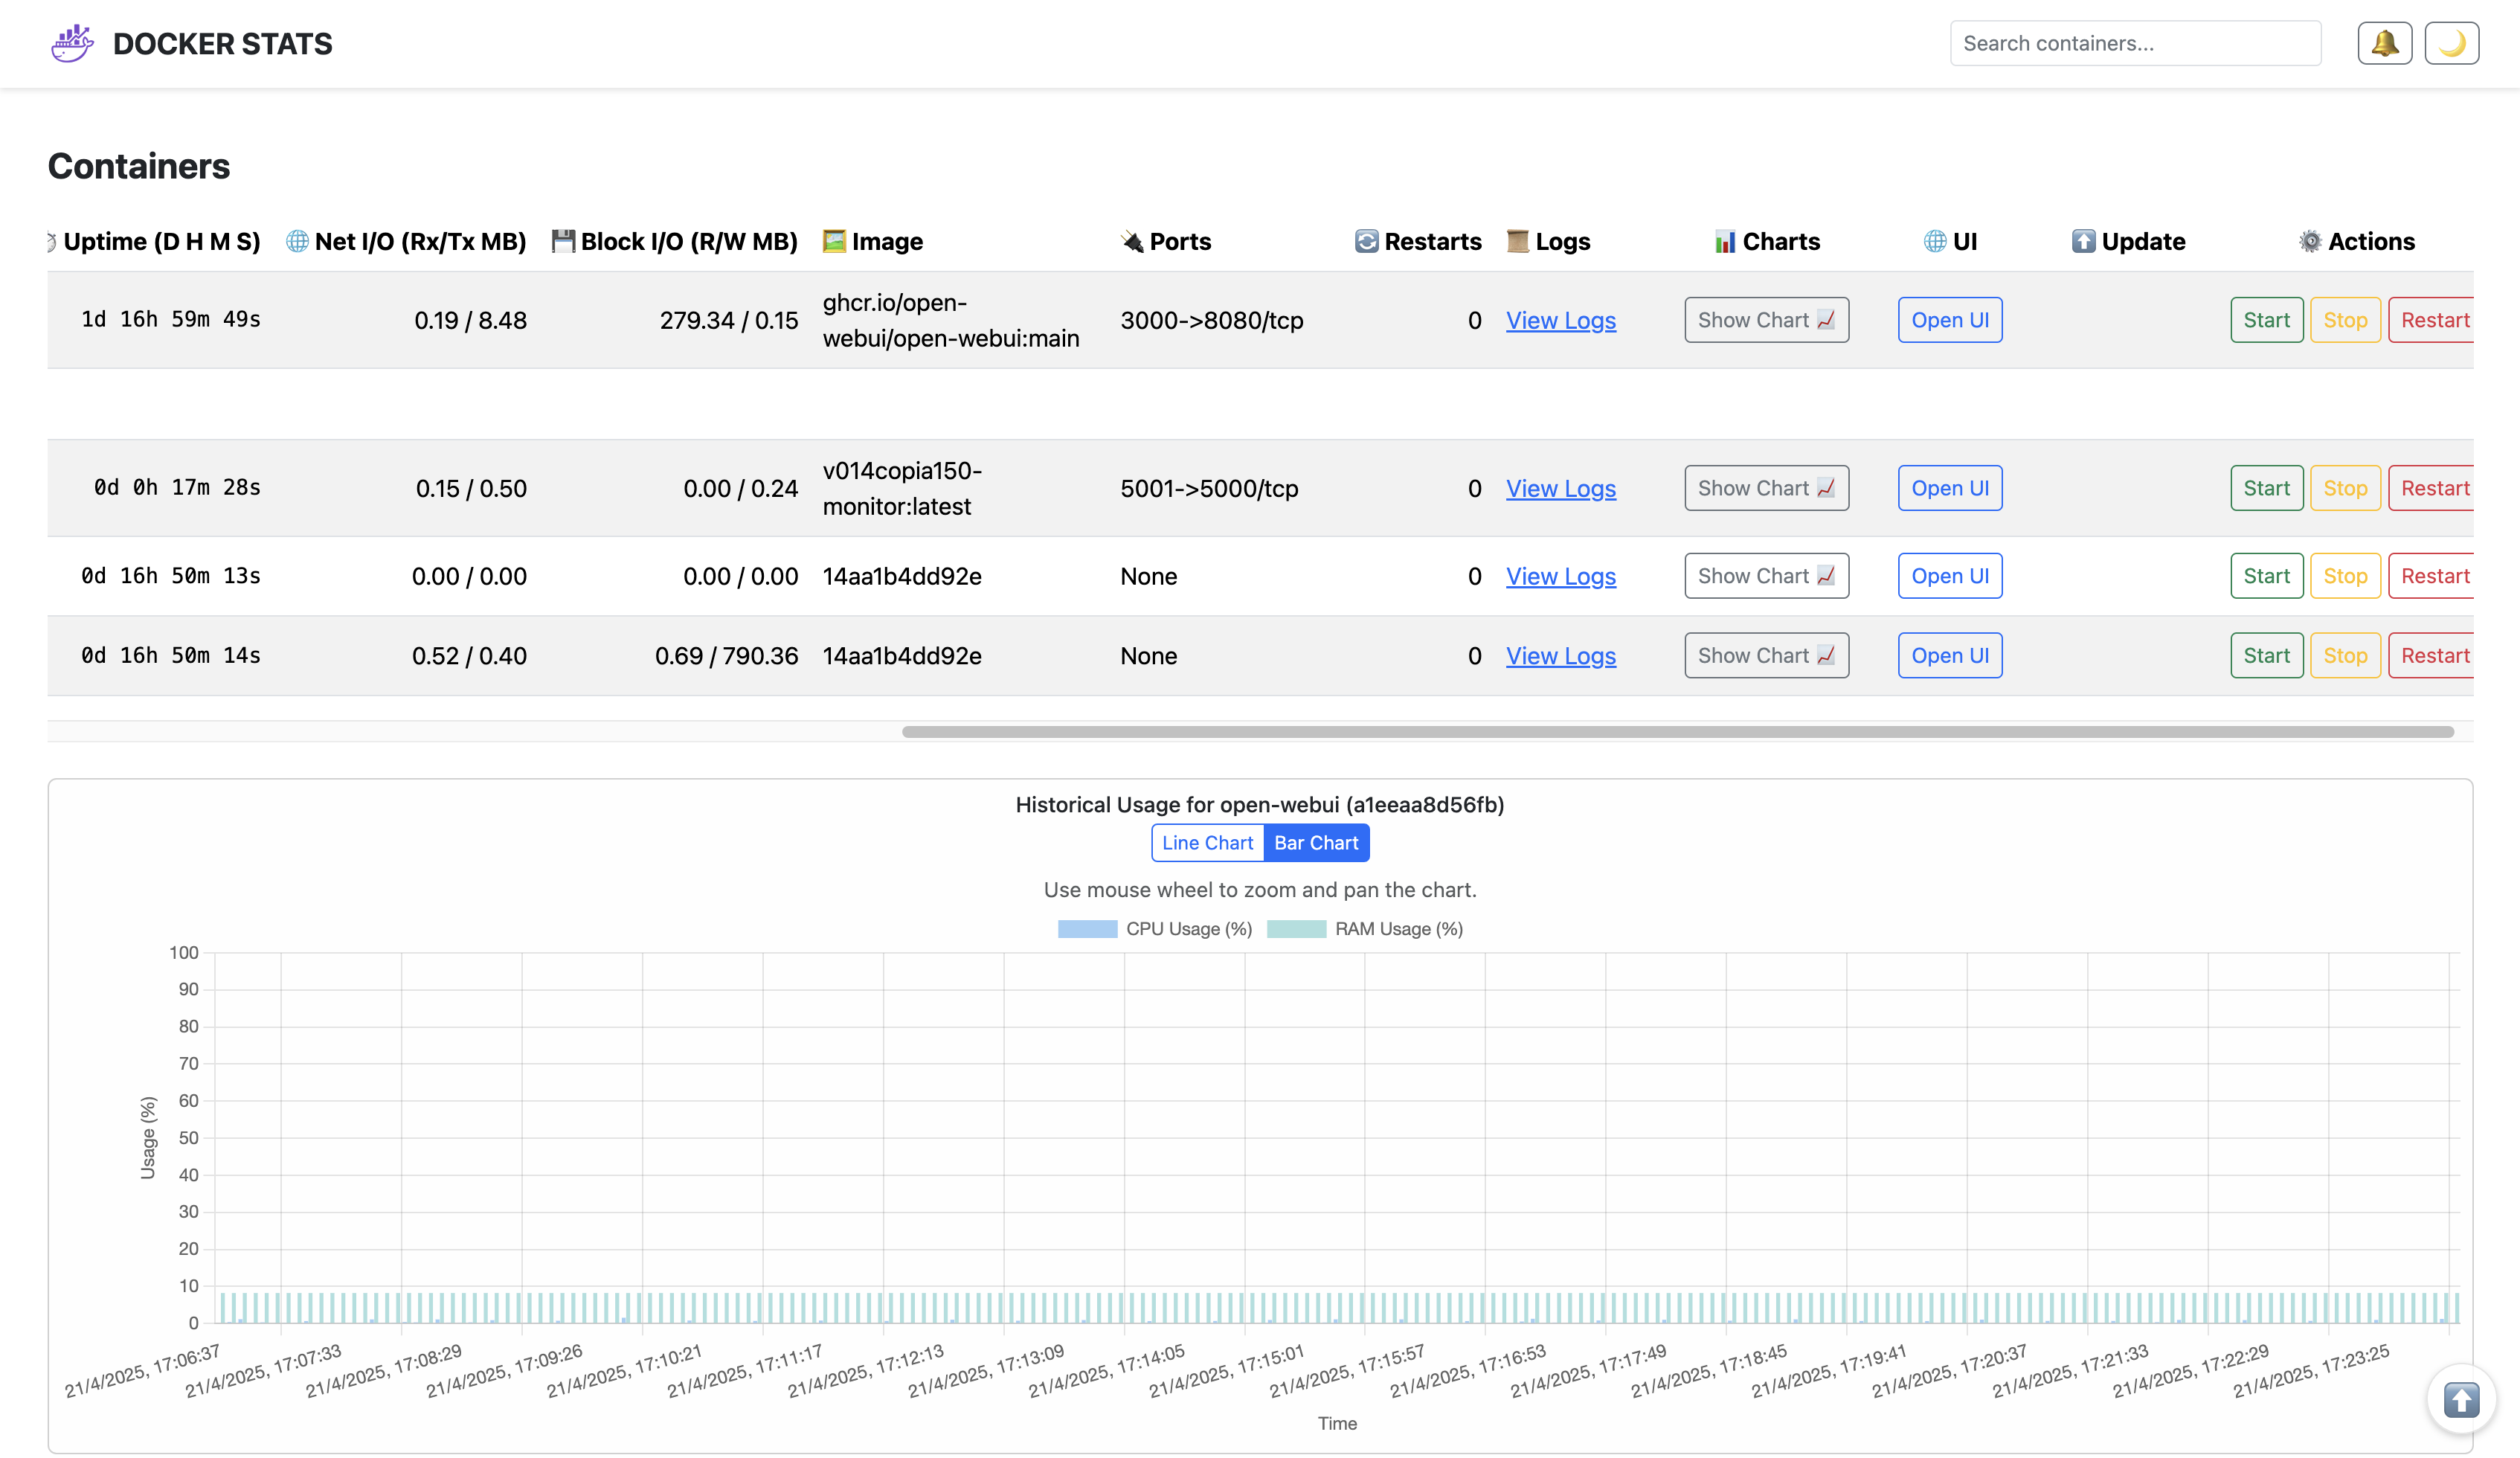 DOCKER STATS
Search containers...
Containers
Uptime (D H M S) Net I/O (Rx/Tx MB) Block I/O (R/W MB) Image Ports Restarts Logs Charts UI Update Actions
1d 16h 59m 49s 0.19 / 8.48 279.34 / 0.15 ghcr.io/open-
webui/open-webui:main 3000->8080/tcp 0 View Logs Show Chart Open UI Start Stop Restart
0d 0h 17m 28s 0.15 / 0.50 0.00 / 0.24 v014copia150-
monitor:latest 5001->5000/tcp 0 View Logs Show Chart Open UI Start Stop Restart
0d 16h 50m 13s 0.00 / 0.00 0.00 / 0.00 14aa1b4dd92e None 0 View Logs Show Chart Open UI Start Stop Restart
0d 16h 50m 14s 0.52 / 0.40 0.69 / 790.36 14aa1b4dd92e None 0 View Logs Show Chart Open UI Start Stop Restart
Historical Usage for open-webui (a1eeaa8d56fb)
Line Chart Bar Chart
Use mouse wheel to zoom and pan the chart.
CPU Usage (%) RAM Usage (%)
Usage (%)
100
90
80
70
60
50
40
30
20
10
0
21/4/2025, 17:06:37
21/4/2025, 17:07:33
21/4/2025, 17:08:29
21/4/2025, 17:09:26
21/4/2025, 17:10:21
21/4/2025, 17:11:17
21/4/2025, 17:12:13
21/4/2025, 17:13:09
21/4/2025, 17:14:05
21/4/2025, 17:15:01
21/4/2025, 17:15:57
21/4/2025, 17:16:53
21/4/2025, 17:17:49
21/4/2025, 17:18:45
21/4/2025, 17:19:41
21/4/2025, 17:20:37
21/4/2025, 17:21:33
21/4/2025, 17:22:29
21/4/2025, 17:23:25
Time